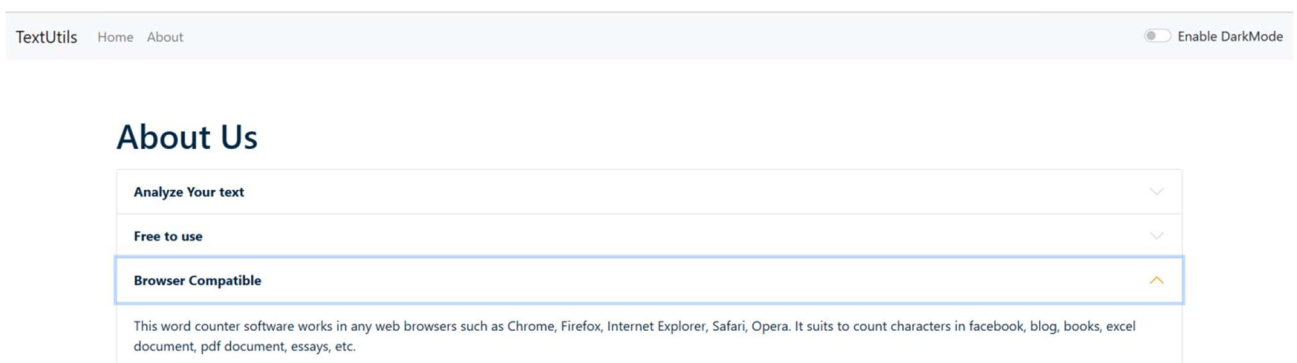 TextUtils Home About Enable DarkMode
About Us
Analyze Your text
Free to use
Browser Compatible
This word counter software works in any web browsers such as Chrome, Firefox, Internet Explorer, Safari, Opera. It suits to count characters in facebook, blog, books, excel
document, pdf document, essays, etc.